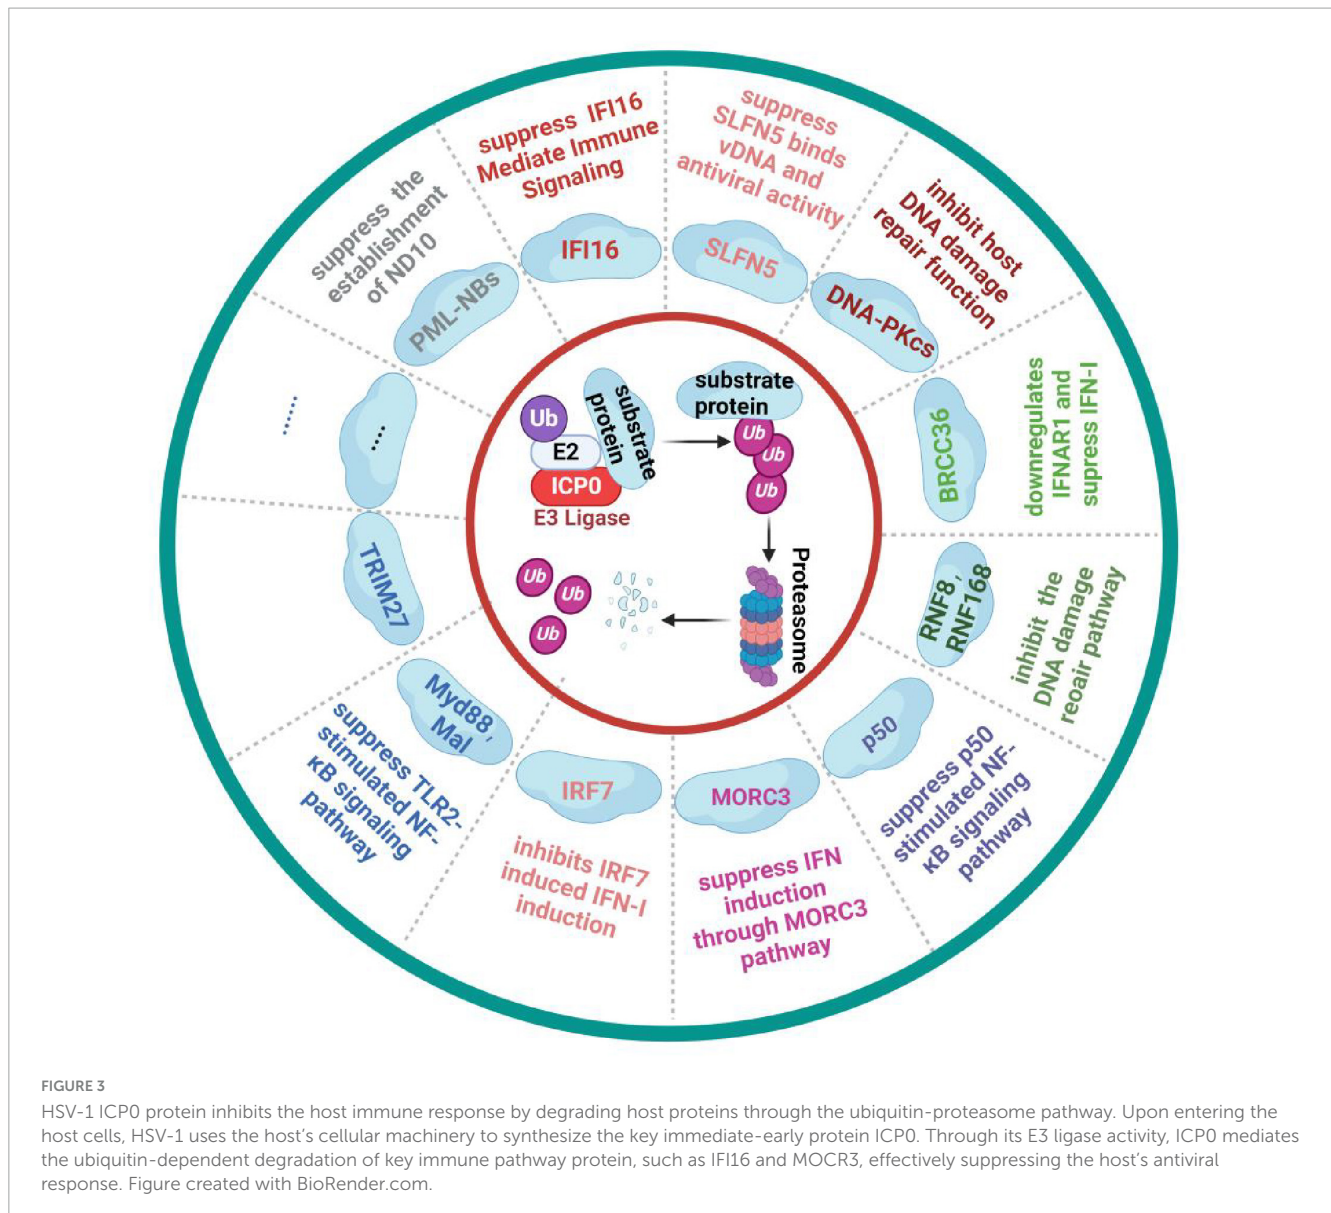 suppress IFI16
Mediate Immune
Signaling
IFI16
suppress
SLFN5 binds
vDNA and
antiviral activity
SLFN5
inhibit host
DNA damage
repair function
DNA-PKcs
downregulates
IFNAR1 and
supress IFN-I
BRCC36
RNF8,
RNF168
inhibit the
DNA damage
reoair pathway
p50
suppress p50
stimulated NF-
κB signaling
pathway
MORC3
suppress IFN
induction
through MORC3
pathway
IRF7
inhibits IRF7
induced IFN-I
induction
Myd88,
Mal
suppress TLR2-
stimulated NF-
κB signaling
pathway
TRIM27
....
......
suppress the
establishment
of ND10
PML-NBs
Ub
E2
ICP0
E3 Ligase
substrate
protein
substrate
protein
Ub
Ub
Ub
Proteasome
Ub
Ub
Ub
FIGURE 3
HSV-1 ICP0 protein inhibits the host immune response by degrading host proteins through the ubiquitin-proteasome pathway. Upon entering the
host cells, HSV-1 uses the host's cellular machinery to synthesize the key immediate-early protein ICP0. Through its E3 ligase activity, ICP0 mediates
the ubiquitin-dependent degradation of key immune pathway protein, such as IFI16 and MOCR3, effectively suppressing the host's antiviral
response. Figure created with BioRender.com.